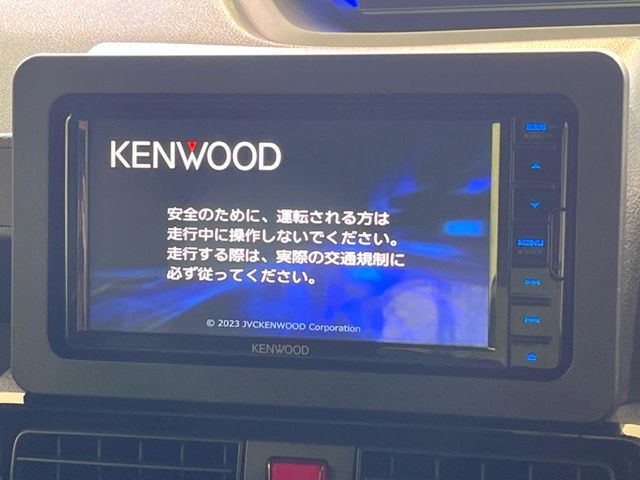 KENWOOD
安全のために、運転される方は
走行中に操作しないでください。
走行する際は、実際の交通規制に
必ず従ってください。
© 2023 JVCKENWOOD Corporation
KENWOOD
MENU